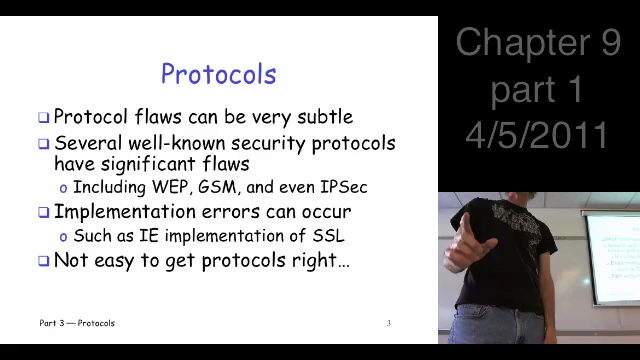 Protocols
Protocol flaws can be very subtle
Several well-known security protocols
have significant flaws
Including WEP, GSM, and even IPSec
Implementation errors can occur
Such as IE implementation of SSL
Not easy to get protocols right…
Part 3 — Protocols
3
Chapter 9
part 1
4/5/2011